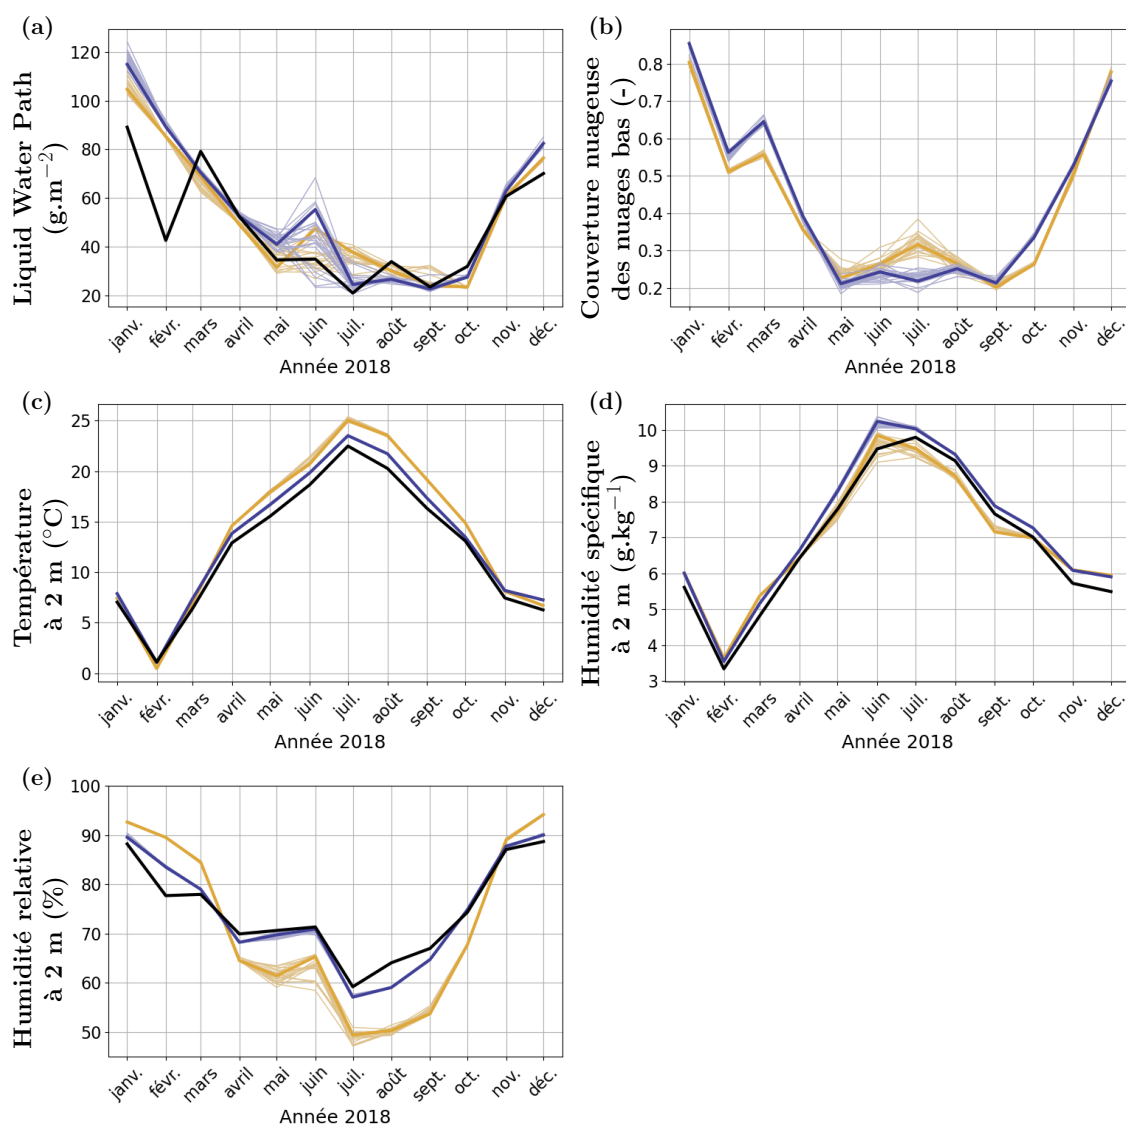 (a)
Liquid Water Path
(g.m−2)
120
100
80
60
40
20
janv.
févr.
mars
avril
mai
juin
juil.
août
sept.
oct.
nov.
déc.
Année 2018
(b)
Couverture nuageuse
des nuages bas (-)
0.8
0.7
0.6
0.5
0.4
0.3
0.2
janv.
févr.
mars
avril
mai
juin
juil.
août
sept.
oct.
nov.
déc.
Année 2018
(c)
Température
à 2 m (°C)
25
20
15
10
5
0
janv.
févr.
mars
avril
mai
juin
juil.
août
sept.
oct.
nov.
déc.
Année 2018
(d)
Humidité spécifique
à 2 m (g.kg−1)
10
9
8
7
6
5
4
3
janv.
févr.
mars
avril
mai
juin
juil.
août
sept.
oct.
nov.
déc.
Année 2018
(e)
Humidité relative
à 2 m (%)
100
90
80
70
60
50
janv.
févr.
mars
avril
mai
juin
juil.
août
sept.
oct.
nov.
déc.
Année 2018